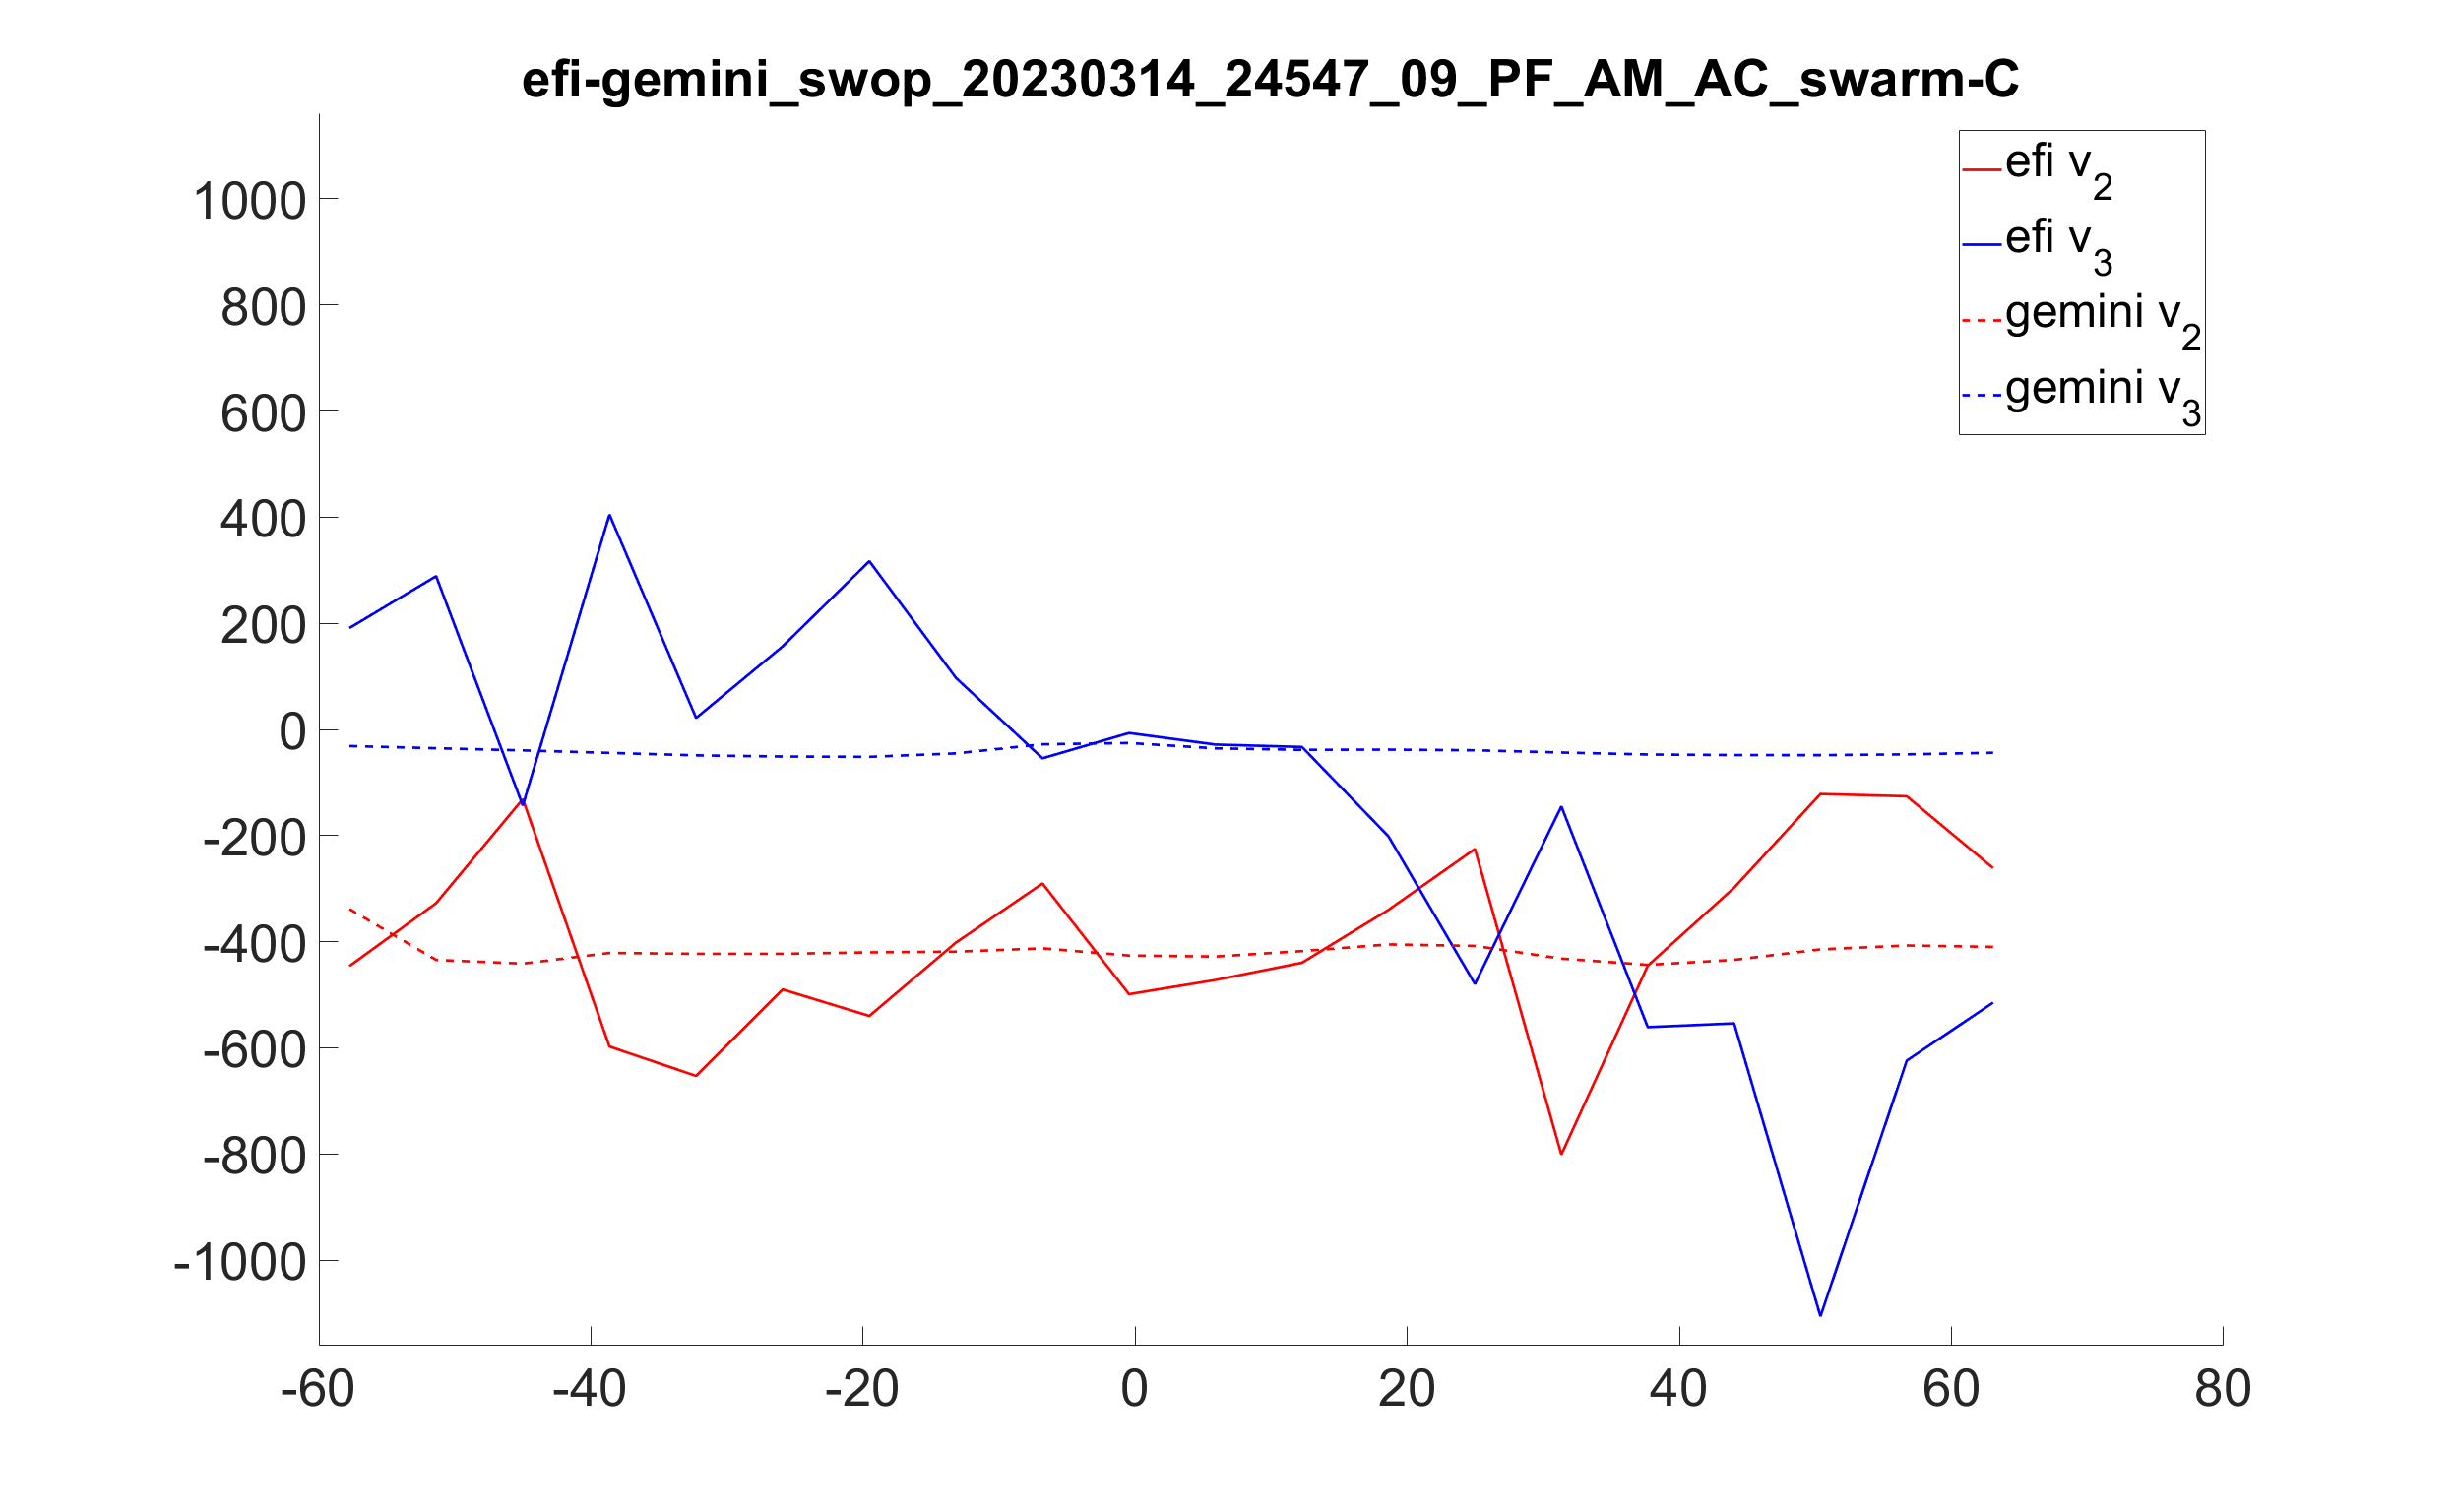 efi-gemini_swop_20230314_24547_09_PF_AM_AC_swarm-C
efi v2
efi v3
gemini v2
gemini v3
1000
800
600
400
200
0
-200
-400
-600
-800
-1000
-60 -40 -20 0 20 40 60 80